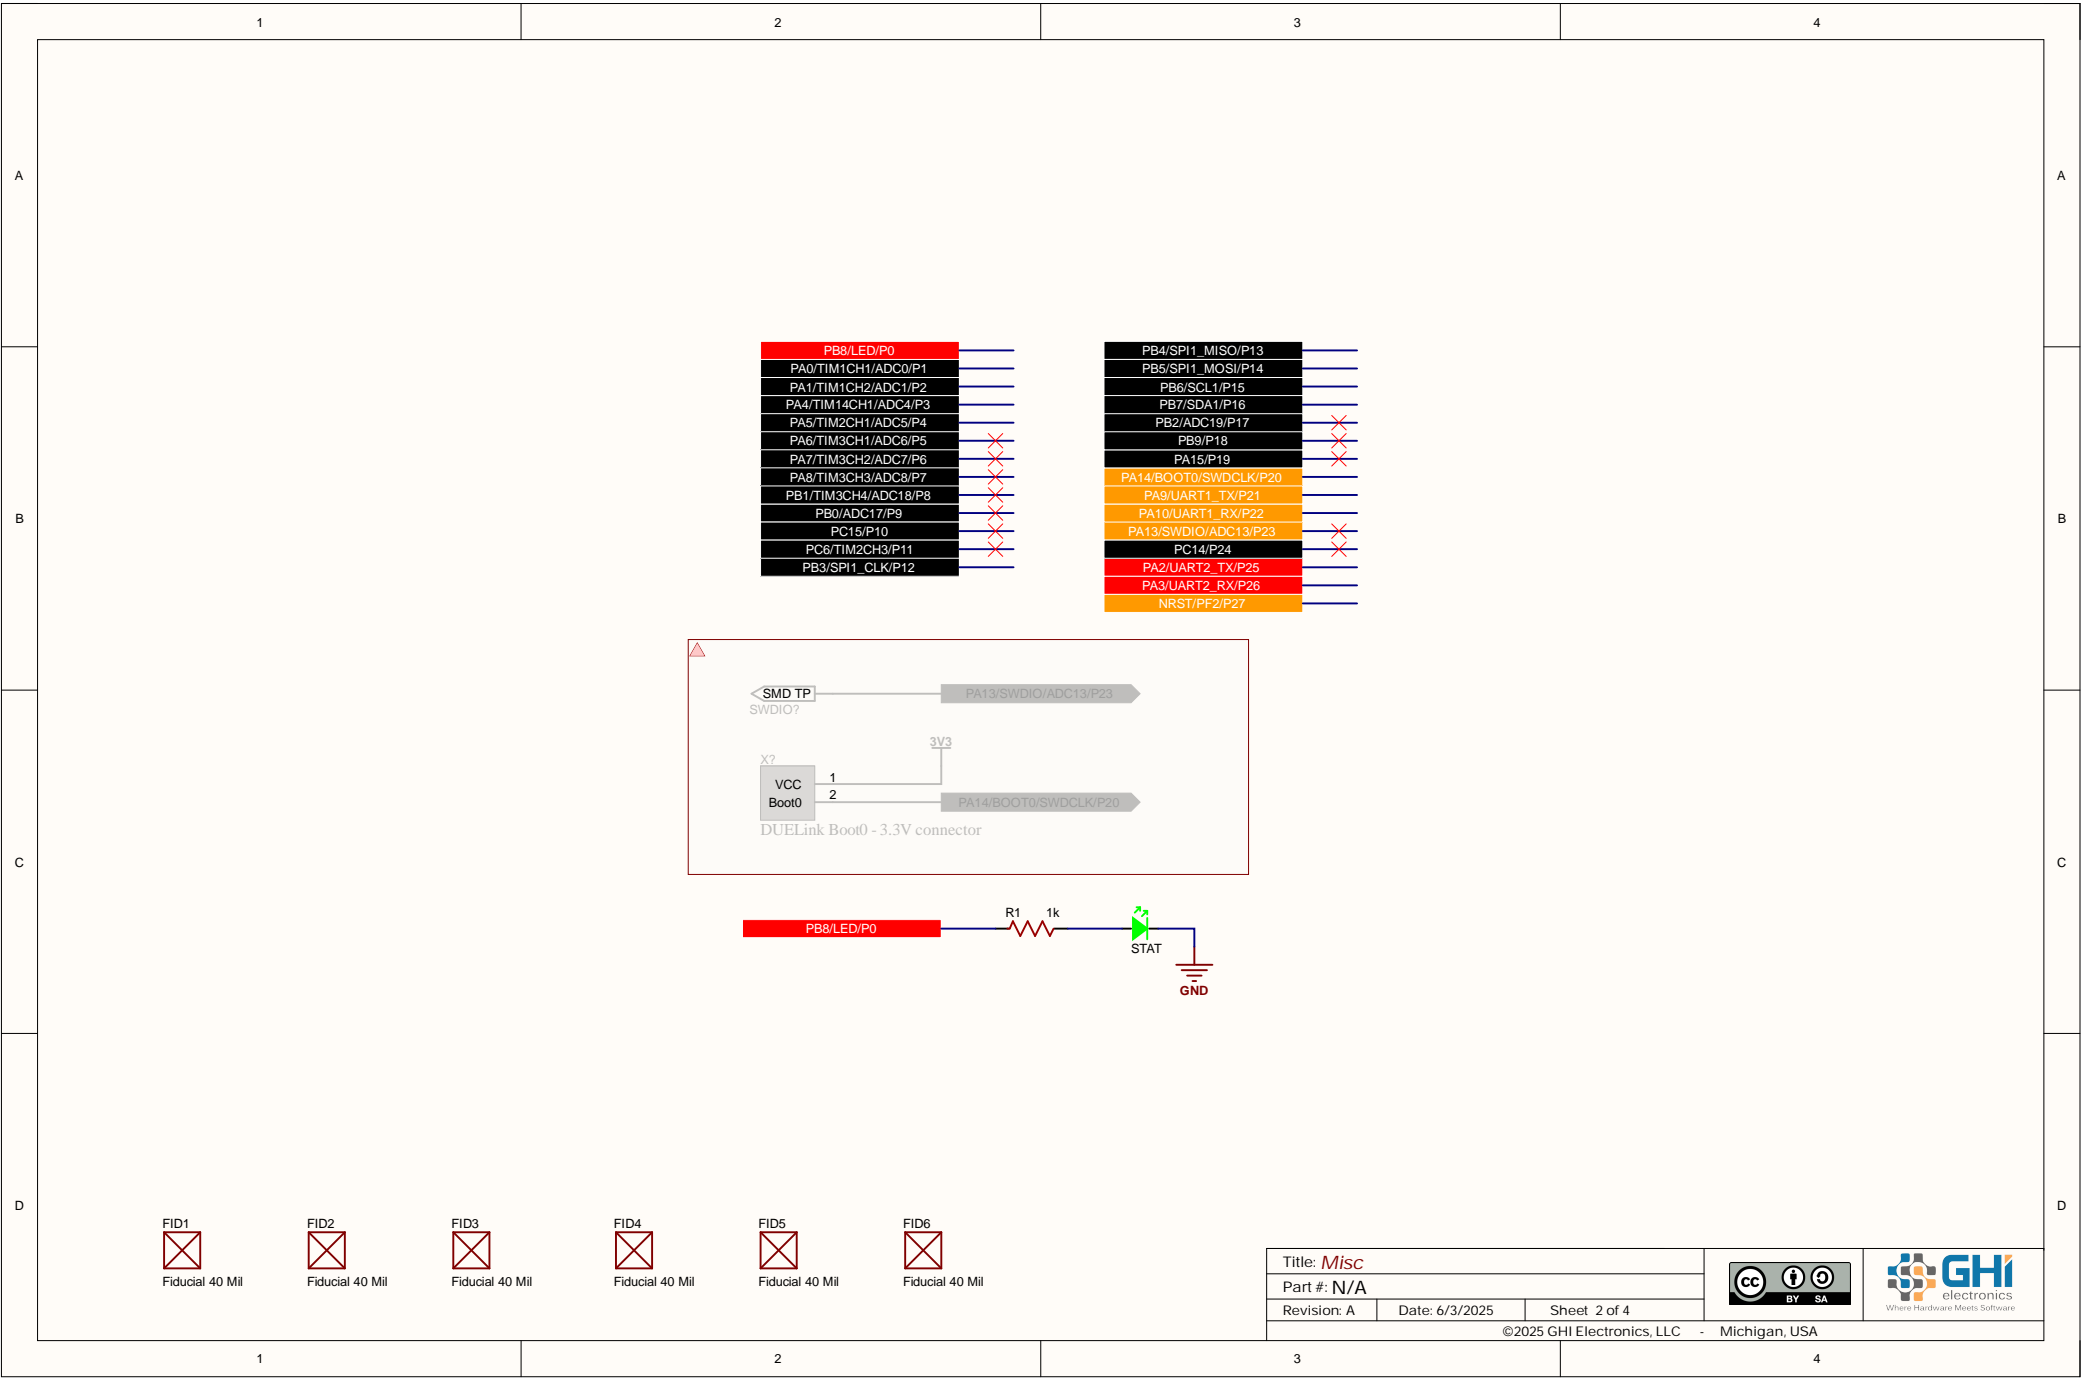 1 2 3 4
A A
PB8/LED/P0
PA0/TIM1CH1/ADC0/P1
PA1/TIM1CH2/ADC1/P2
PA4/TIM14CH1/ADC4/P3
PA5/TIM2CH1/ADC5/P4
PA6/TIM3CH1/ADC6/P5
PA7/TIM3CH2/ADC7/P6
PA8/TIM3CH3/ADC8/P7
PB1/TIM3CH4/ADC18/P8
PB0/ADC17/P9
PC15/P10
PC6/TIM2CH3/P11
PB3/SPI1_CLK/P12
PB4/SPI1_MISO/P13
PB5/SPI1_MOSI/P14
PB6/SCL1/P15
PB7/SDA1/P16
PB2/ADC19/P17
PB9/P18
PA15/P19
PA14/BOOT0/SWDCLK/P20
PA9/UART1_TX/P21
PA10/UART1_RX/P22
PA13/SWDIO/ADC13/P23
PC14/P24
PA2/UART2_TX/P25
PA3/UART2_RX/P26
NRST/PF2/P27
B B
SMD TP PA13/SWDIO/ADC13/P23
SWDIO?
3V3
X?
VCC 1
Boot0 2 PA14/BOOT0/SWDCLK/P20
DUELink Boot0 - 3.3V connector
C C
R1 1k
PB8/LED/P0
STAT
GND
D D
FID1 FID2 FID3 FID4 FID5 FID6
Fiducial 40 Mil Fiducial 40 Mil Fiducial 40 Mil Fiducial 40 Mil Fiducial 40 Mil Fiducial 40 Mil
Title: Misc
Part #: N/A
Revision: A Date: 6/3/2025 Sheet 2 of 4
cc BY SA
GHI
electronics
Where Hardware Meets Software
©2025 GHI Electronics, LLC - Michigan, USA
1 2 3 4